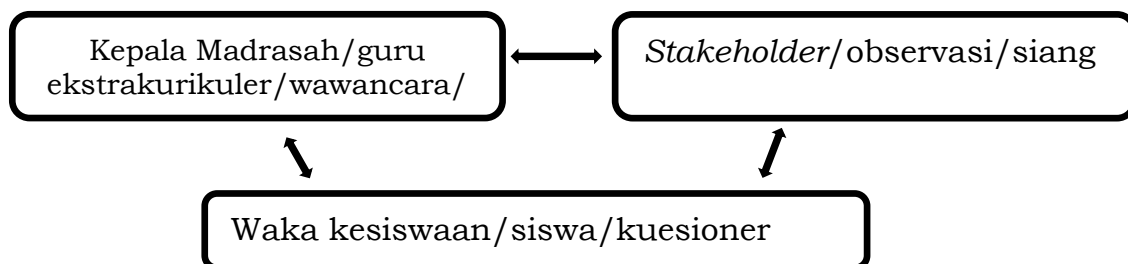 Kepala Madrasah/guru
ekstrakurikuler/wawancara/
Stakeholder/observasi/siang
Waka kesiswaan/siswa/kuesioner